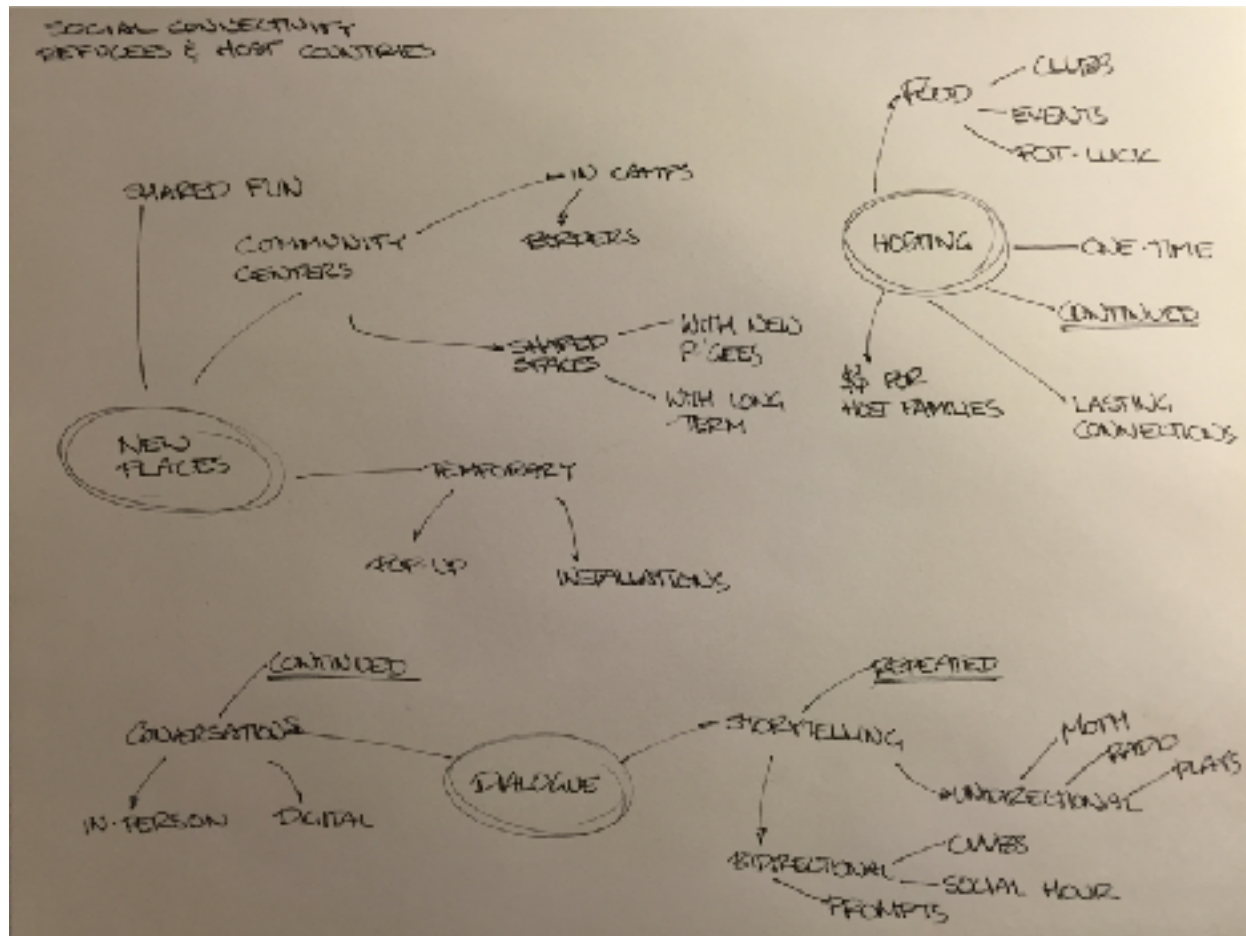 SOCIAL CONNECTIVITY
REFUGEES & HOST COUNTRIES
FOOD
CLUBS
EVENTS
POT-LUCK
HOSTING
ONE-TIME
CONTINUED
LASTING
CONNECTIONS
$$ FOR
HOST FAMILIES
SHARED FUN
COMMUNITY
CENTERS
IN CAMPS
BORDERS
SHARED
SPACES
WITH NEW
R'GEES
WITH LONG
TERM
NEW
PLACES
TEMPORARY
POP-UP
INSTALLATIONS
CONTINUED
CONVERSATIONS
IN-PERSON
DIGITAL
DIALOGUE
REPEATED
STORYTELLING
UNIDIRECTIONAL
MOTH
RADIO
PLAYS
BIDIRECTIONAL
CLUBS
SOCIAL HOUR
PROMPTS